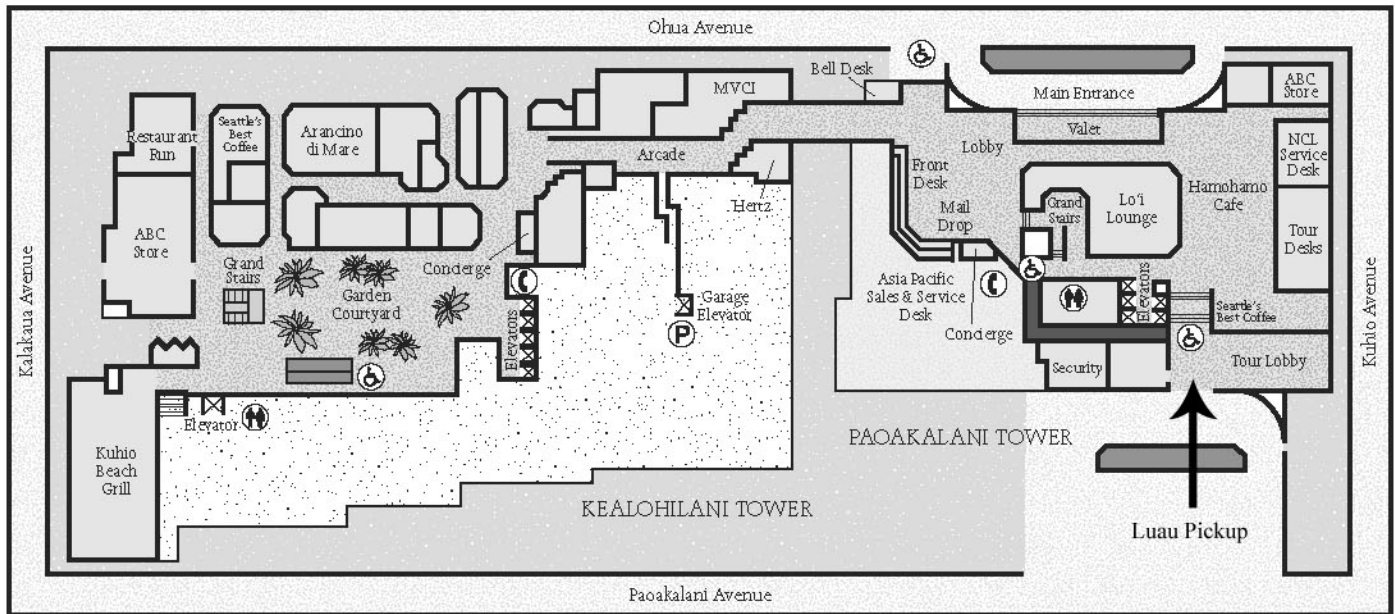 Ohua Avenue
Bell Desk
MVCI
Main Entrance
ABC
Store
Valet
Restaurant
Run
Seattle's
Best
Coffee
Arancino
di Mare
Arcade
Lobby
NCL
Service
Desk
Front
Desk
Hertz
Mail
Drop
Grand
Stairs
Lo'i
Lounge
Hamohamo
Cafe
Tour
Desks
ABC
Store
Grand
Stairs
Concierge
Garden
Courtyard
Garage
Elevator
P
Elevators
Asia Pacific
Sales & Service
Desk
Concierge
Elevators
Seattle's
Best Coffee
Security
Tour Lobby
Kalakaua Avenue
Kuhio Avenue
Elevator
Kuhio
Beach
Grill
PAOAKALANI TOWER
KEALOHILANI TOWER
Luau Pickup
Paoakalani Avenue